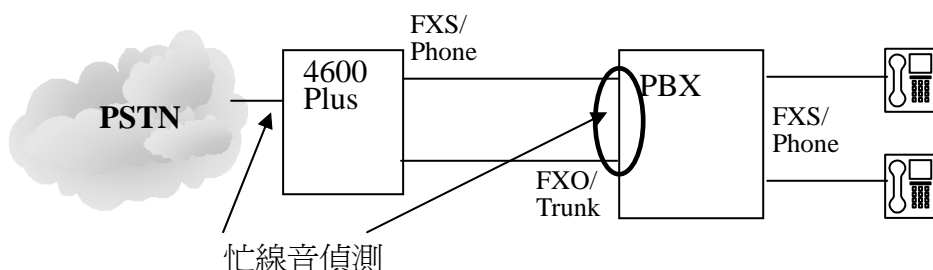 FXS/
Phone
4600
Plus
PBX
PSTN
FXS/
Phone
FXO/
Trunk
忙線音偵測